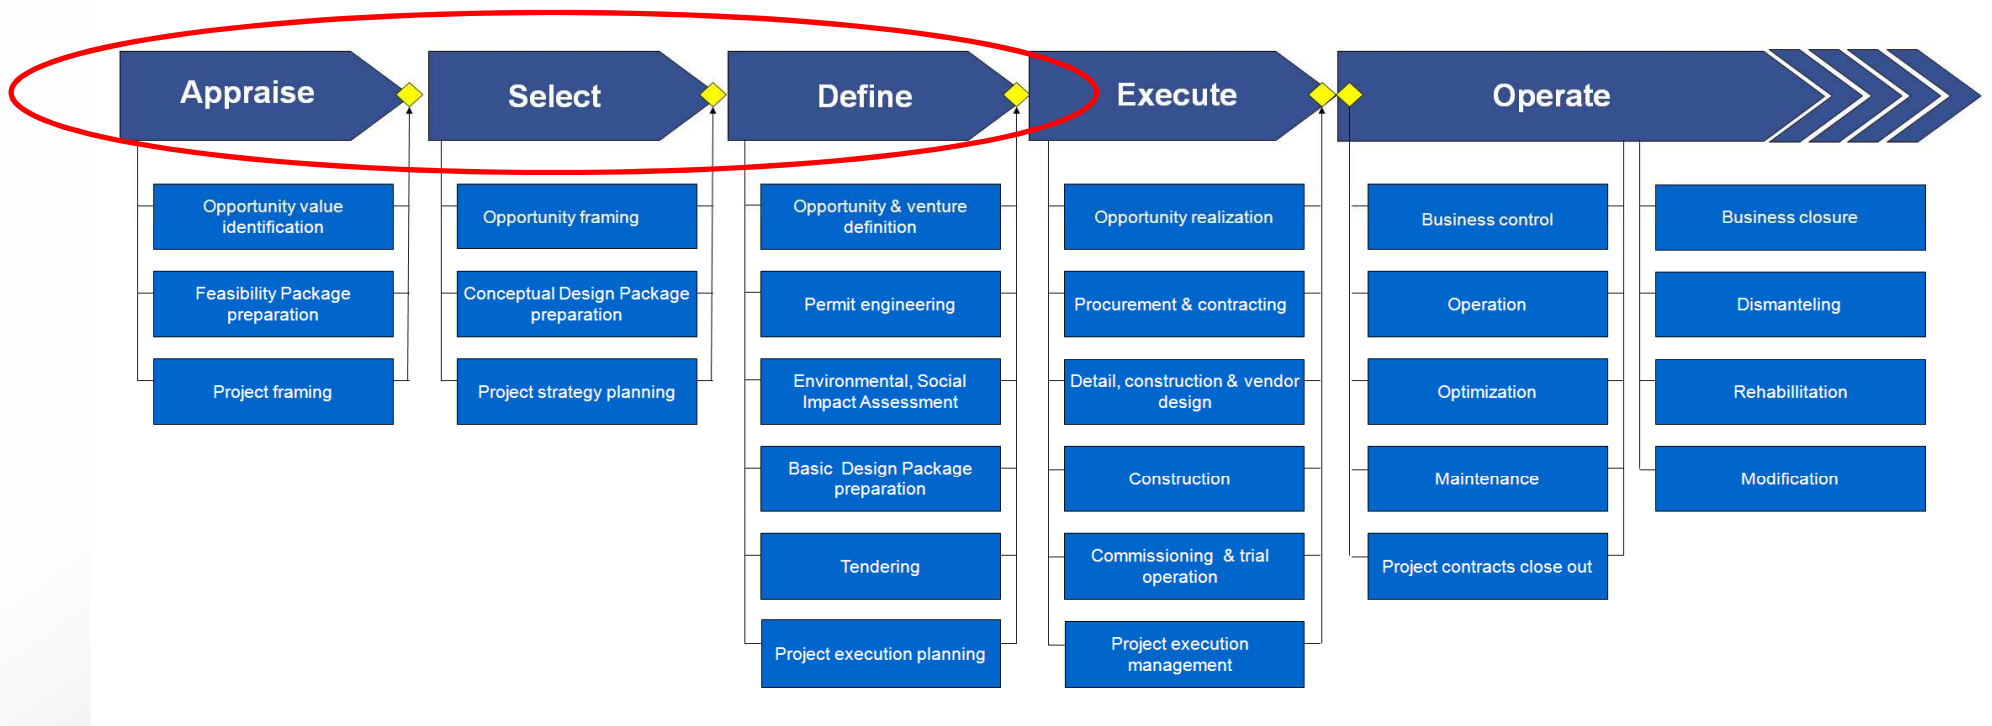 Appraise
Select
Define
Execute
Operate
Opportunity value
identification
Feasibility Package
preparation
Project framing
Opportunity framing
Conceptual Design Package
preparation
Project strategy planning
Opportunity & venture
definition
Permit engineering
Environmental, Social
Impact Assessment
Basic Design Package
preparation
Tendering
Project execution planning
Opportunity realization
Procurement & contracting
Detail, construction & vendor
design
Construction
Commissioning & trial
operation
Project execution
management
Business control
Operation
Optimization
Maintenance
Project contracts close out
Business closure
Dismanteling
Rehabillitation
Modification